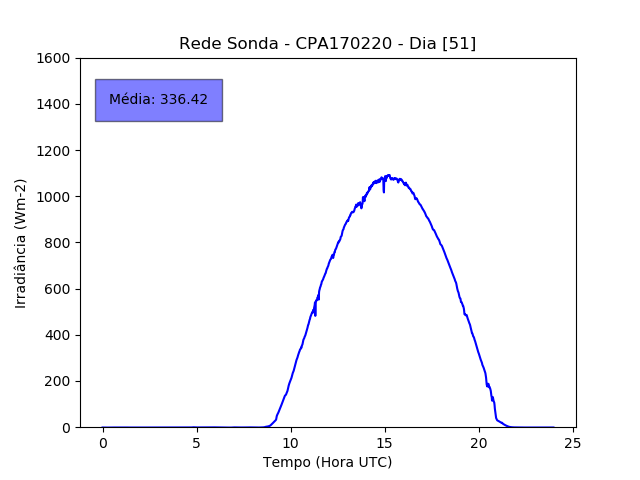 Rede Sonda - CPA170220 - Dia [51]
1600
1400
1200
1000
800
600
400
200
0
Irradiância (Wm-2)
Média: 336.42
0 5 10 15 20 25
Tempo (Hora UTC)